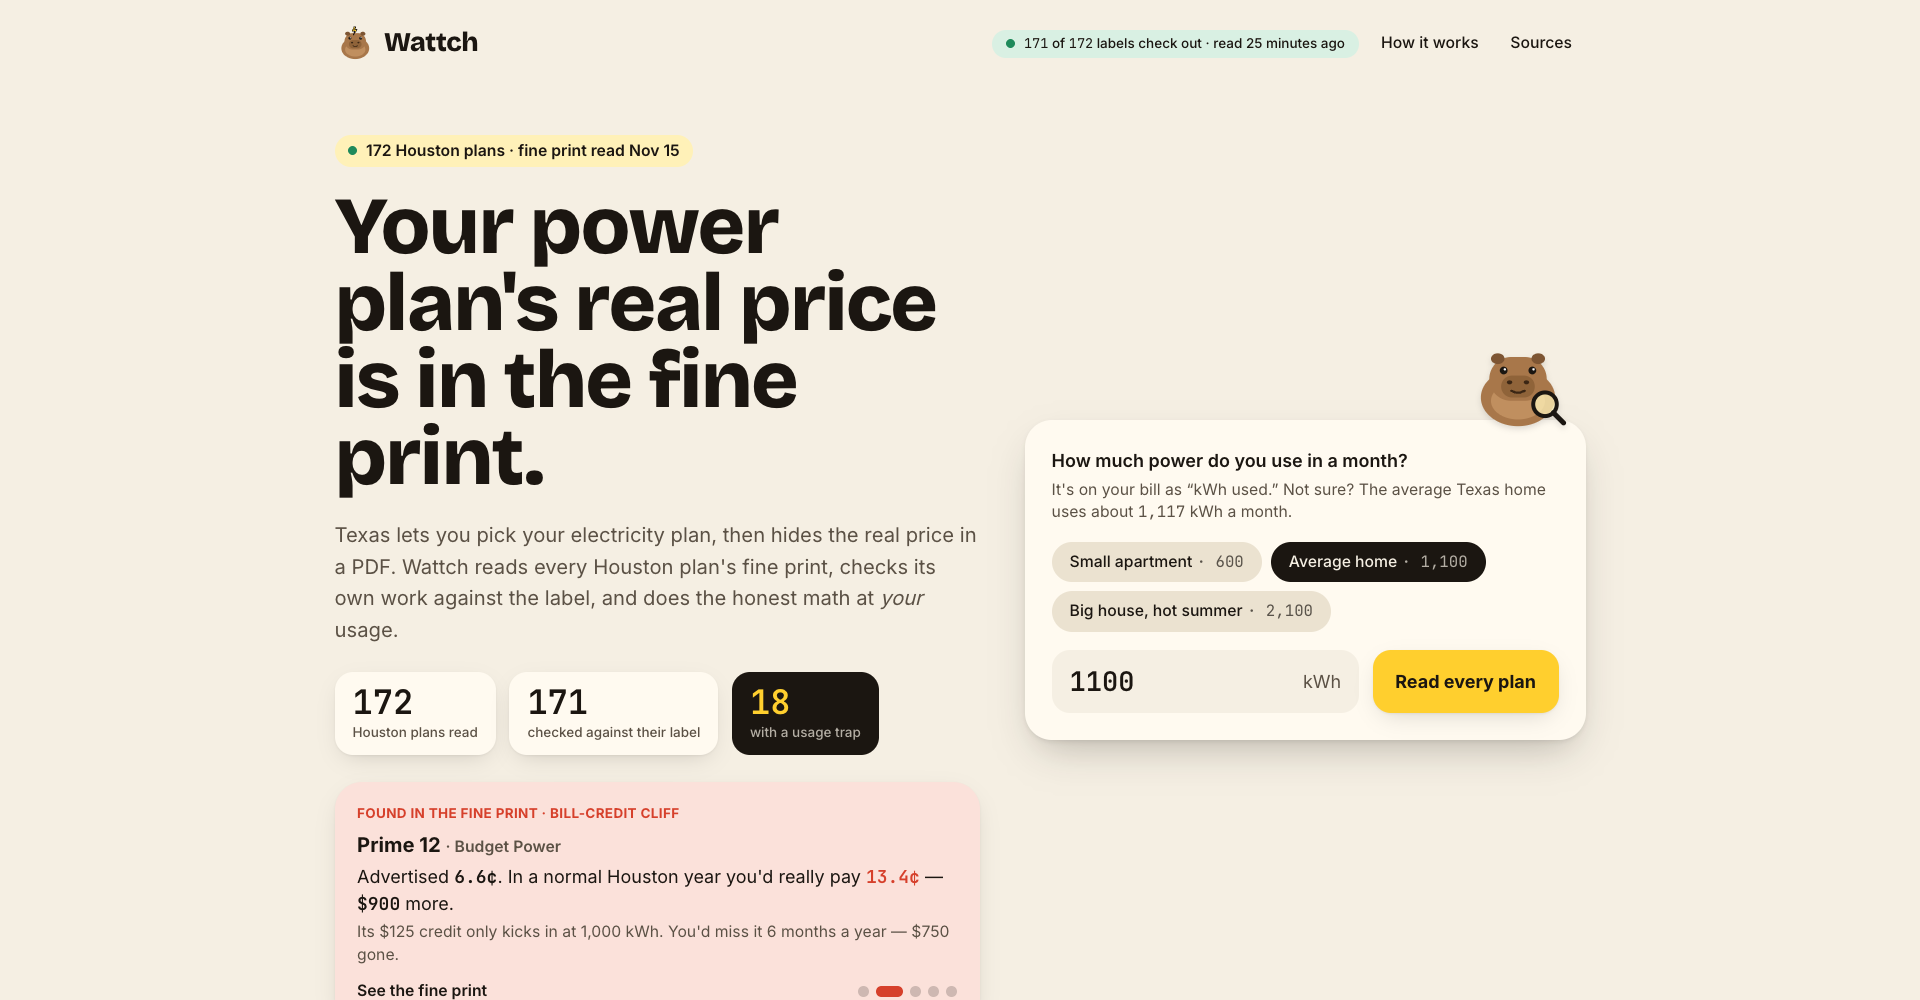 Wattch
171 of 172 labels check out · read 25 minutes ago
How it works
Sources
172 Houston plans · fine print read Nov 15
Your power
plan's real price
is in the fine
print.
Texas lets you pick your electricity plan, then hides the real price in
a PDF. Wattch reads every Houston plan's fine print, checks its
own work against the label, and does the honest math at your
usage.
172
Houston plans read
171
checked against their label
18
with a usage trap
FOUND IN THE FINE PRINT · BILL-CREDIT CLIFF
Prime 12 · Budget Power
Advertised 6.6¢. In a normal Houston year you'd really pay 13.4¢ —
$900 more.
Its $125 credit only kicks in at 1,000 kWh. You'd miss it 6 months a year — $750
gone.
See the fine print
How much power do you use in a month?
It's on your bill as “kWh used.” Not sure? The average Texas home
uses about 1,117 kWh a month.
Small apartment · 600
Average home · 1,100
Big house, hot summer · 2,100
1100 kWh
Read every plan